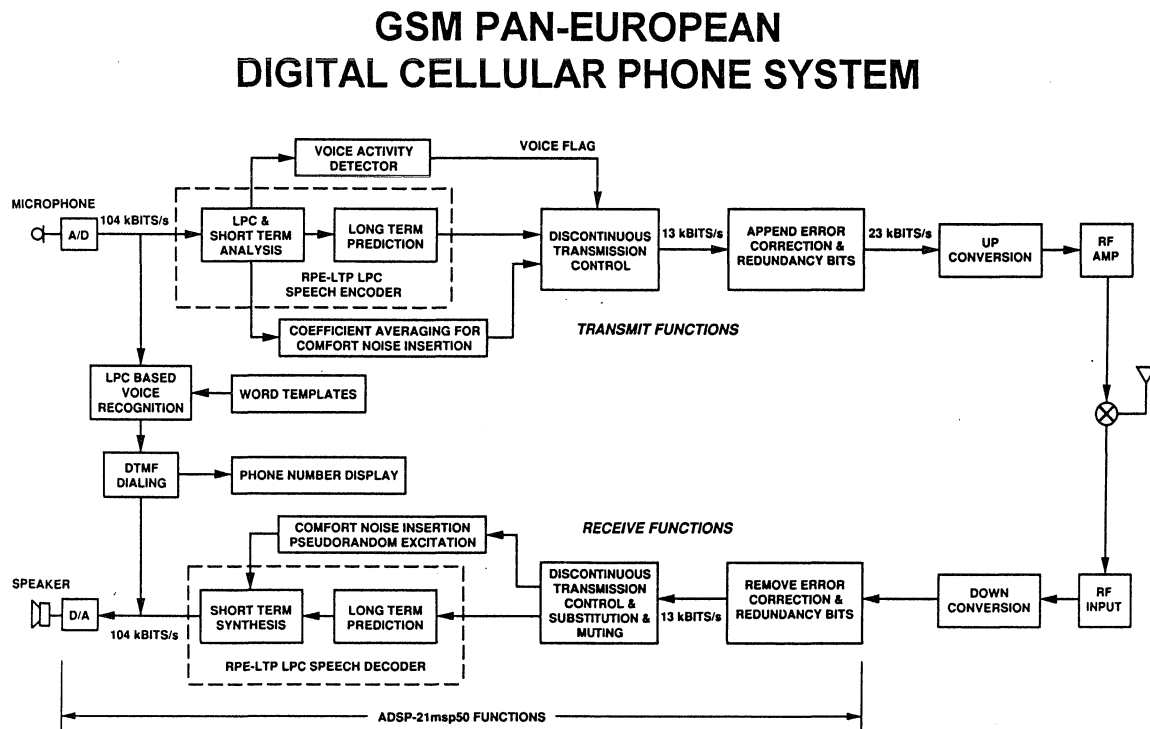 GSM PAN-EUROPEAN
DIGITAL CELLULAR PHONE SYSTEM
VOICE ACTIVITY
DETECTOR
VOICE FLAG
MICROPHONE
A/D
104 kBITS/s
LPC &
SHORT TERM
ANALYSIS
LONG TERM
PREDICTION
RPE-LTP LPC
SPEECH ENCODER
DISCONTINUOUS
TRANSMISSION
CONTROL
13 kBITS/s
APPEND ERROR
CORRECTION &
REDUNDANCY BITS
23 kBITS/s
UP
CONVERSION
RF
AMP
COEFFICIENT AVERAGING FOR
COMFORT NOISE INSERTION
TRANSMIT FUNCTIONS
LPC BASED
VOICE
RECOGNITION
WORD TEMPLATES
DTMF
DIALING
PHONE NUMBER DISPLAY
COMFORT NOISE INSERTION
PSEUDORANDOM EXCITATION
RECEIVE FUNCTIONS
SPEAKER
D/A
104 kBITS/s
SHORT TERM
SYNTHESIS
LONG TERM
PREDICTION
RPE-LTP LPC SPEECH DECODER
DISCONTINUOUS
TRANSMISSION
CONTROL &
SUBSTITUTION &
MUTING
13 kBITS/s
REMOVE ERROR
CORRECTION &
REDUNDANCY BITS
DOWN
CONVERSION
RF
INPUT
ADSP-21msp50 FUNCTIONS